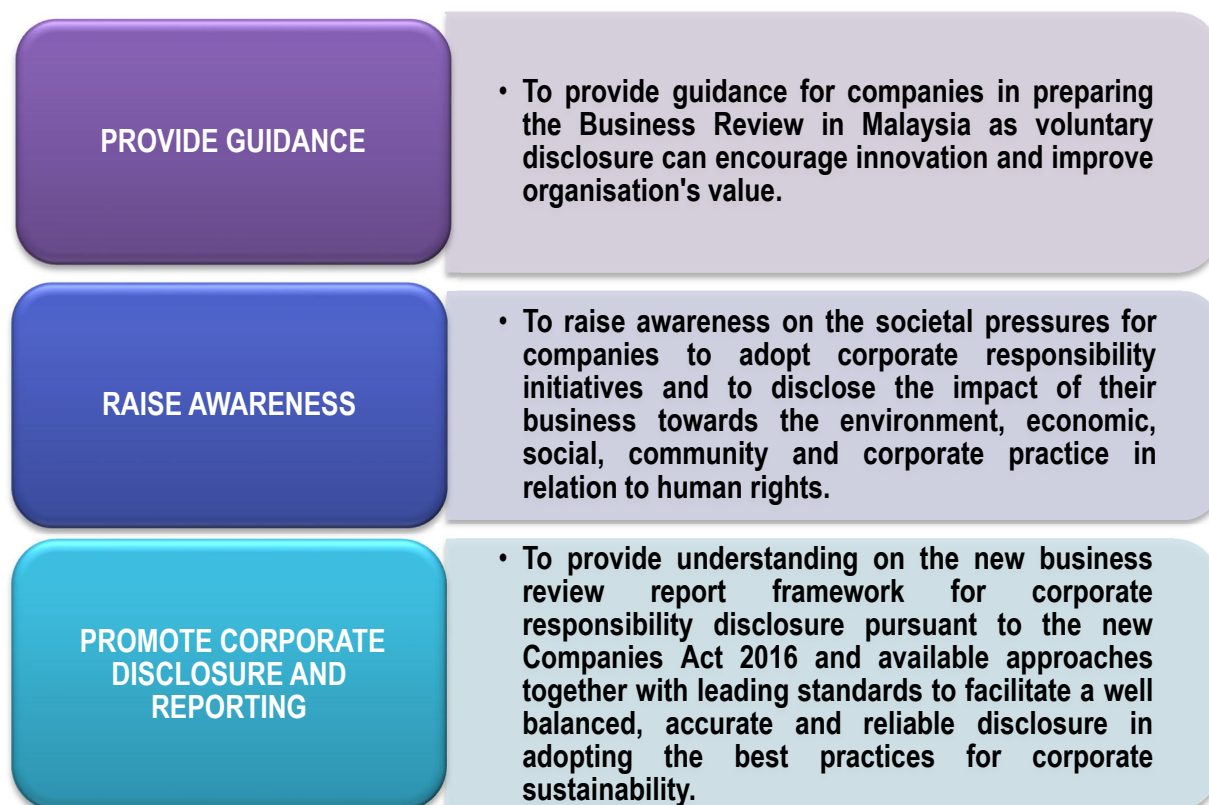 PROVIDE GUIDANCE
• To provide guidance for companies in preparing
the Business Review in Malaysia as voluntary
disclosure can encourage innovation and improve
organisation's value.
RAISE AWARENESS
• To raise awareness on the societal pressures for
companies to adopt corporate responsibility
initiatives and to disclose the impact of their
business towards the environment, economic,
social, community and corporate practice in
relation to human rights.
PROMOTE CORPORATE
DISCLOSURE AND
REPORTING
• To provide understanding on the new business
review report framework for corporate
responsibility disclosure pursuant to the new
Companies Act 2016 and available approaches
together with leading standards to facilitate a well
balanced, accurate and reliable disclosure in
adopting the best practices for corporate
sustainability.